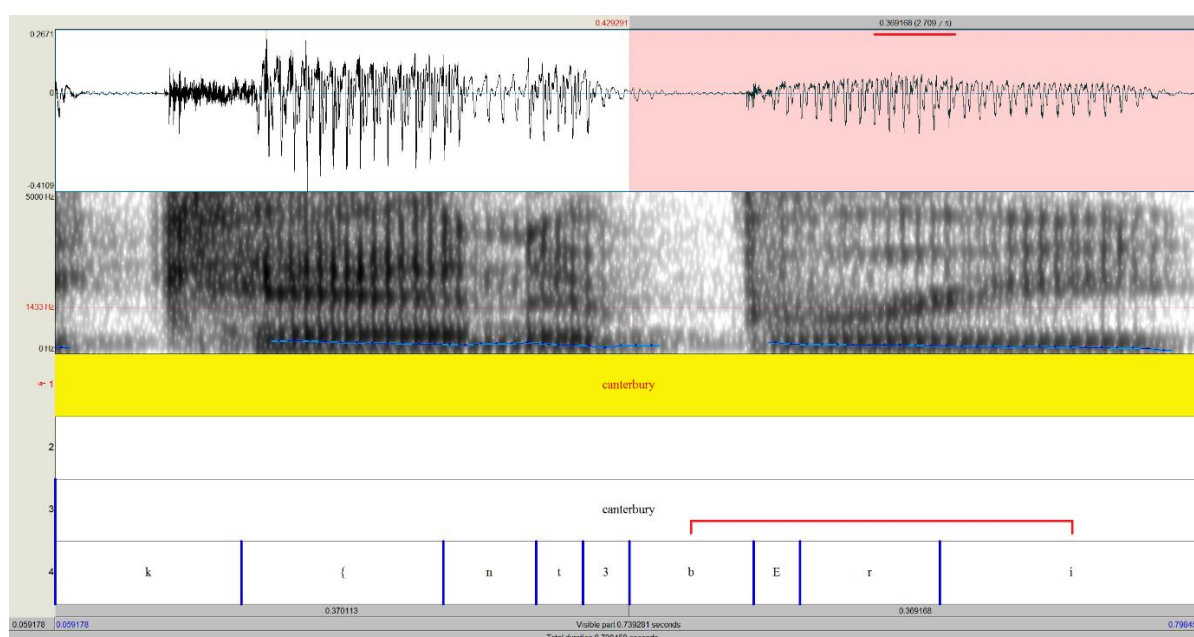 0.429291 0.369168 (2.709 / s)
0.2671
0
-0.4109
5000 Hz
1433 Hz
0 Hz
1 canterbury
2
3 canterbury
4 k { n t 3 b E r i
0.370113 0.369168
0.059178 0.059178 Visible part 0.739281 seconds 0.79845